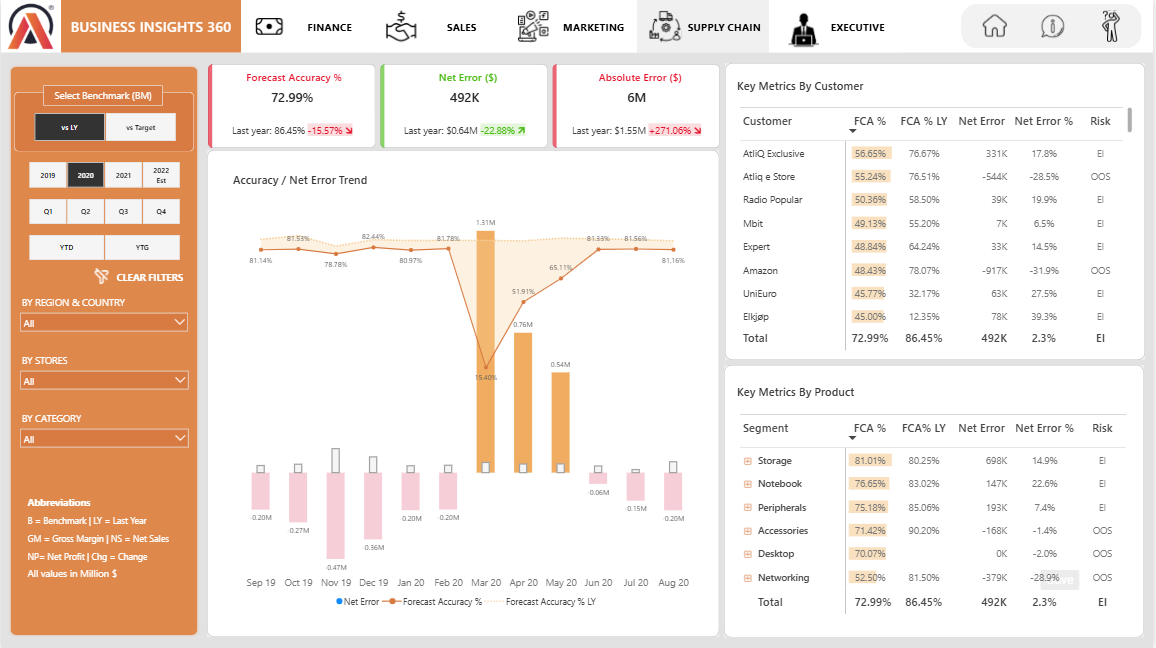 BUSINESS INSIGHTS 360
FINANCE
SALES
MARKETING
SUPPLY CHAIN
EXECUTIVE
Select Benchmark (BM)
vs LY vs Target
2019 2020 2021 2022 Est
Q1 Q2 Q3 Q4
YTD YTG
CLEAR FILTERS
BY REGION & COUNTRY
All
BY STORES
All
BY CATEGORY
All
Abbreviations
B = Benchmark | LY = Last Year
GM = Gross Margin | NS = Net Sales
NP= Net Profit | Chg = Change
All values in Million $
Forecast Accuracy %
72.99%
Last year: 86.45% -15.57%
Net Error ($)
492K
Last year: $0.64M -22.88%
Absolute Error ($)
6M
Last year: $1.55M +271.06%
Accuracy / Net Error Trend
1.31M
81.14% 81.53% 78.78% 82.44% 80.97% 81.78% 15.40% 51.91% 65.11% 81.33% 81.56% 81.16%
0.76M
0.54M
0.20M 0.27M 0.47M 0.36M 0.20M 0.20M 0.06M 0.15M 0.20M
Sep 19 Oct 19 Nov 19 Dec 19 Jan 20 Feb 20 Mar 20 Apr 20 May 20 Jun 20 Jul 20 Aug 20
Net Error Forecast Accuracy % Forecast Accuracy % LY
Key Metrics By Customer
Customer FCA % FCA % LY Net Error Net Error % Risk
AtliQ Exclusive 56.65% 76.67% 331K 17.8% EI
Atliq e Store 55.24% 76.51% -544K -28.5% OOS
Radio Popular 50.36% 58.50% 39K 19.9% EI
Mbit 49.13% 55.20% 7K 6.5% EI
Expert 48.84% 64.24% 336K 14.5% EI
Amazon 48.43% 78.07% -917K -31.9% OOS
UniEuro 45.77% 32.17% 63K 27.5% EI
Elkjøp 45.00% 12.35% 78K 39.3% EI
Total 72.99% 86.45% 492K 2.3% EI
Key Metrics By Product
Segment FCA % FCA% LY Net Error Net Error % Risk
Storage 81.01% 80.25% 698K 14.9% EI
Notebook 76.65% 83.02% 147K 22.6% EI
Peripherals 75.18% 85.06% 193K 7.4% EI
Accessories 71.42% 90.20% -168K -1.4% OOS
Desktop 70.07% 0K -2.0% OOS
Networking 52.50% 81.50% -379K -28.9% OOS
Total 72.99% 86.45% 492K 2.3% EI